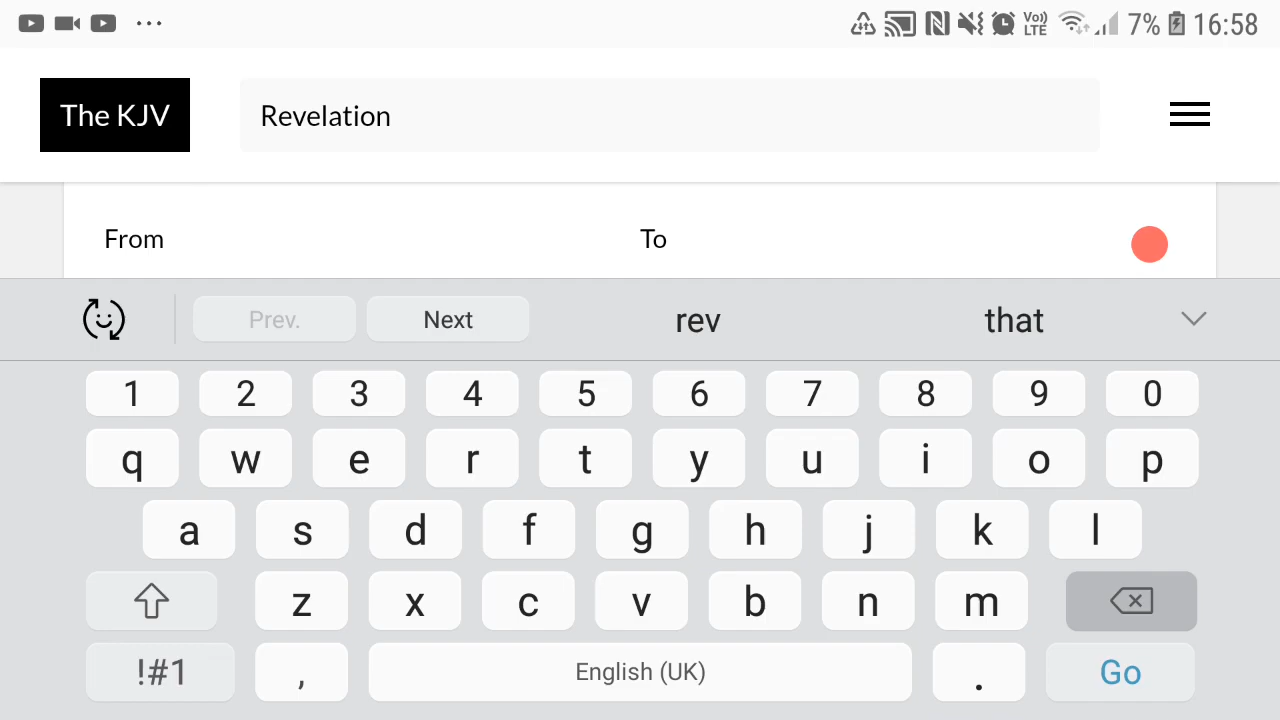 7% 16:58
The KJV Revelation
From To
Prev. Next rev that
1 2 3 4 5 6 7 8 9 0
q w e r t y u i o p
a s d f g h j k l
z x c v b n m
!#1 , English (UK) . Go